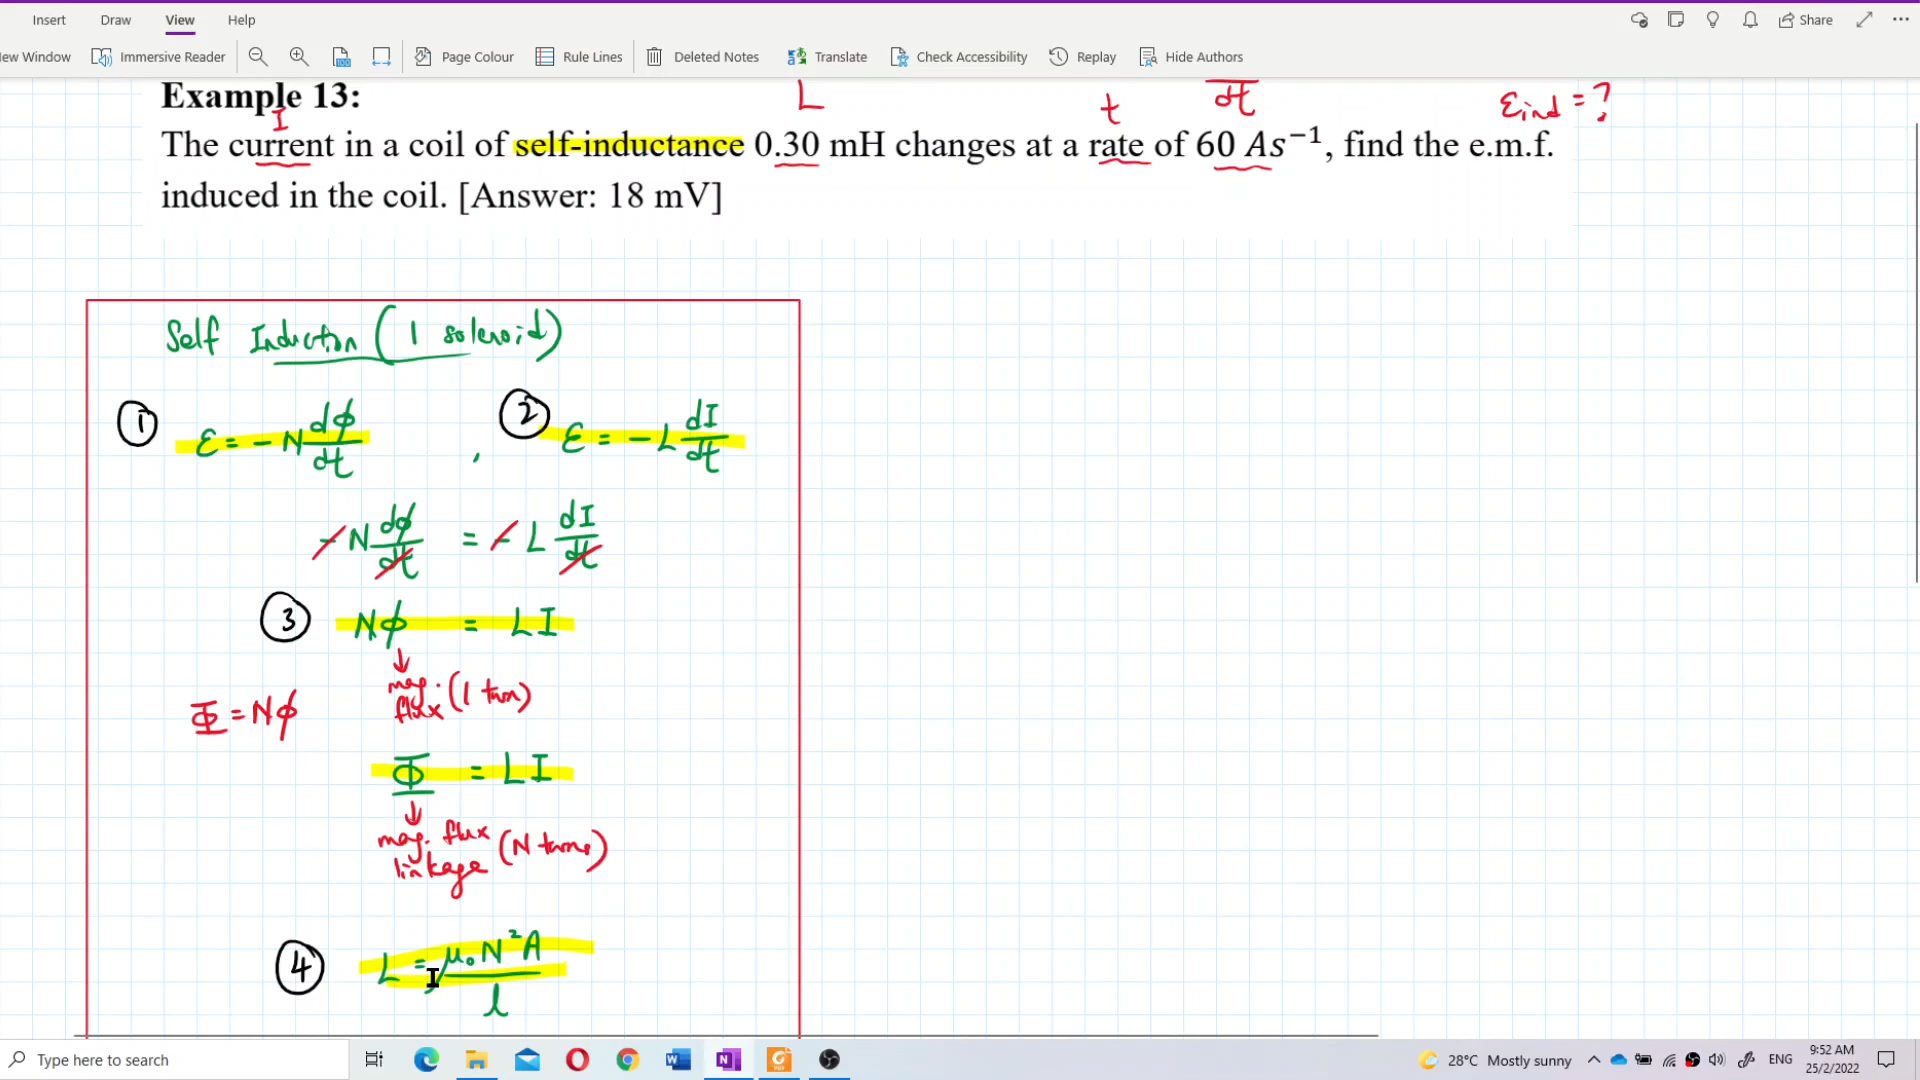 Insert Draw View Help
Share
ew Window Immersive Reader 100 Page Colour Rule Lines Deleted Notes Translate Check Accessibility Replay Hide Authors
Example 13:
I L t dt εind = ?
The current in a coil of self-inductance 0.30 mH changes at a rate of 60 As⁻¹, find the e.m.f.
induced in the coil. [Answer: 18 mV]
Self Induction (1 solenoid)
① ε = - N dϕ/dt , ② ε = - L dI/dt
- N dϕ/dt = - L dI/dt
③ Nϕ = LI
mag. flux (1 turn)
Φ = Nϕ
Φ = LI
mag. flux linkage (N turns)
④ L = μ₀N²A/l
Type here to search
28°C Mostly sunny
ENG
9:52 AM
25/2/2022